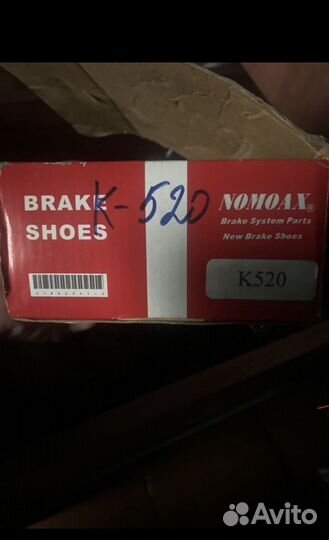 BRAKE
SHOES
K-520
NOMOAX®
Brake System Parts
New Brake Shoes
K520
Avito